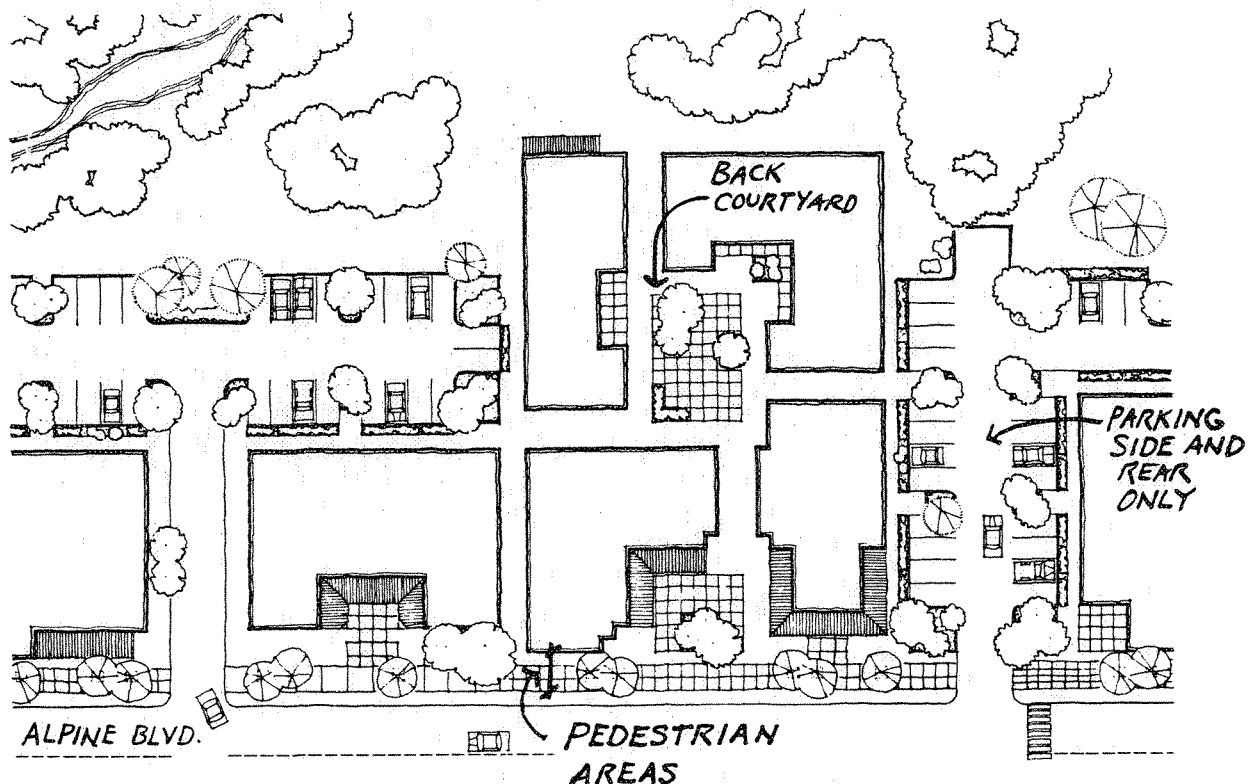 BACK
COURTYARD
PARKING
SIDE AND
REAR
ONLY
ALPINE BLVD.
PEDESTRIAN
AREAS